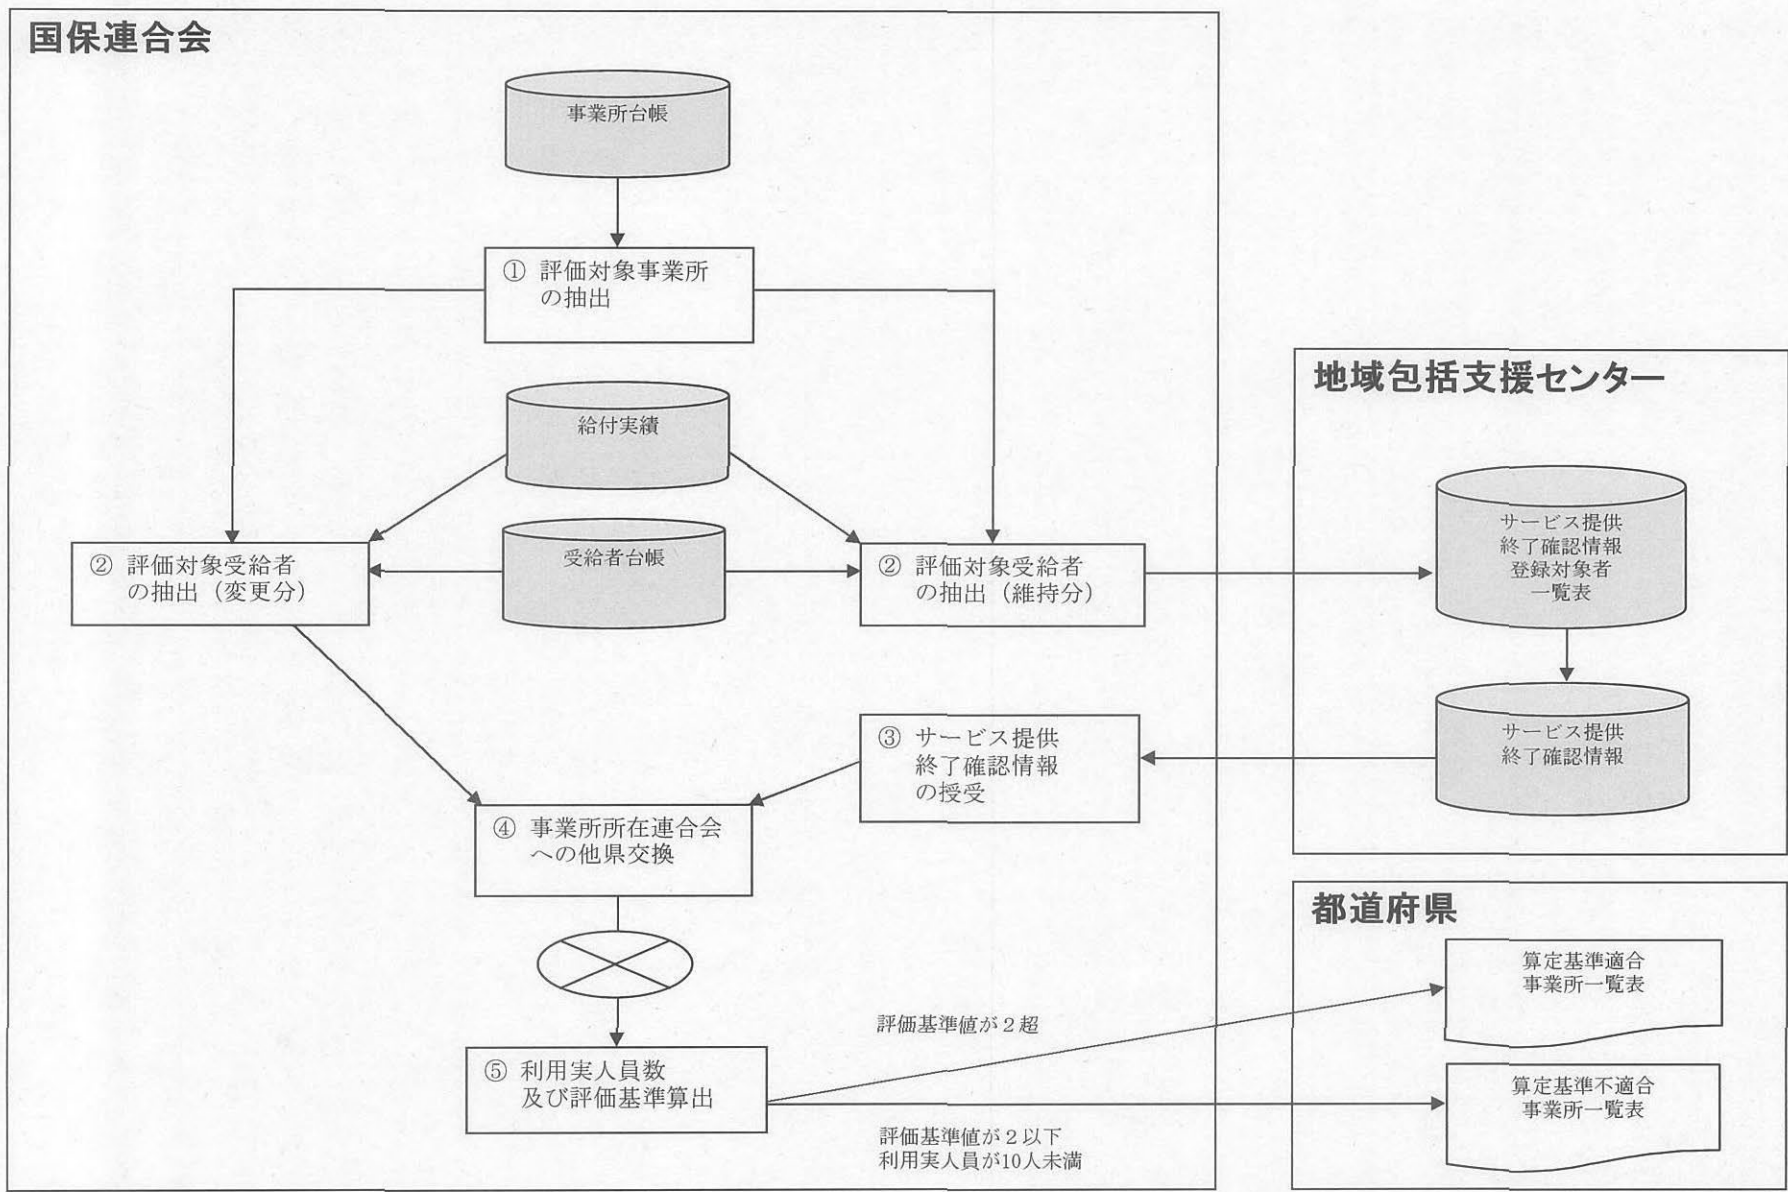 国保連合会
事業所台帳
① 評価対象事業所
の抽出
給付実績
受給者台帳
② 評価対象受給者
の抽出（変更分）
② 評価対象受給者
の抽出（維持分）
③ サービス提供
終了確認情報
の授受
④ 事業所所在連合会
への他県交換
⑤ 利用実人員数
及び評価基準算出
評価基準値が２超
評価基準値が２以下
利用実人員が10人未満
地域包括支援センター
サービス提供
終了確認情報
登録対象者
一覧表
サービス提供
終了確認情報
都道府県
算定基準適合
事業所一覧表
算定基準不適合
事業所一覧表